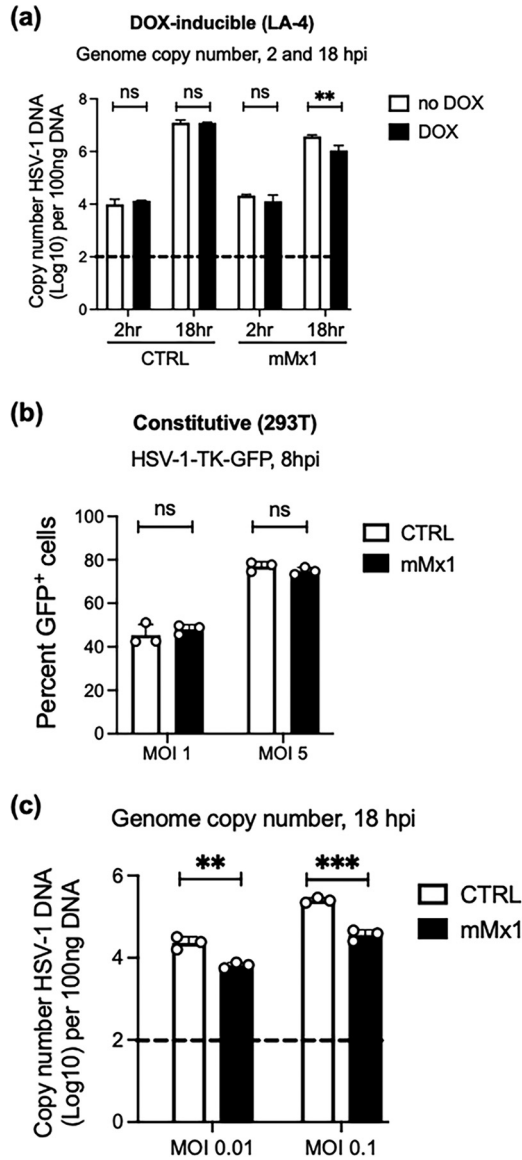 (a)
DOX-inducible (LA-4)
Genome copy number, 2 and 18 hpi
ns ns ns **
no DOX
DOX
Copy number HSV-1 DNA
(Log10) per 100ng DNA
8
6
4
2
0
2hr 18hr 2hr 18hr
CTRL mMx1
(b)
Constitutive (293T)
HSV-1-TK-GFP, 8hpi
ns ns
CTRL
mMx1
Percent GFP+ cells
100
80
60
40
20
0
MOI 1 MOI 5
(c)
Genome copy number, 18 hpi
** ***
CTRL
mMx1
Copy number HSV-1 DNA
(Log10) per 100ng DNA
6
4
2
0
MOI 0.01 MOI 0.1